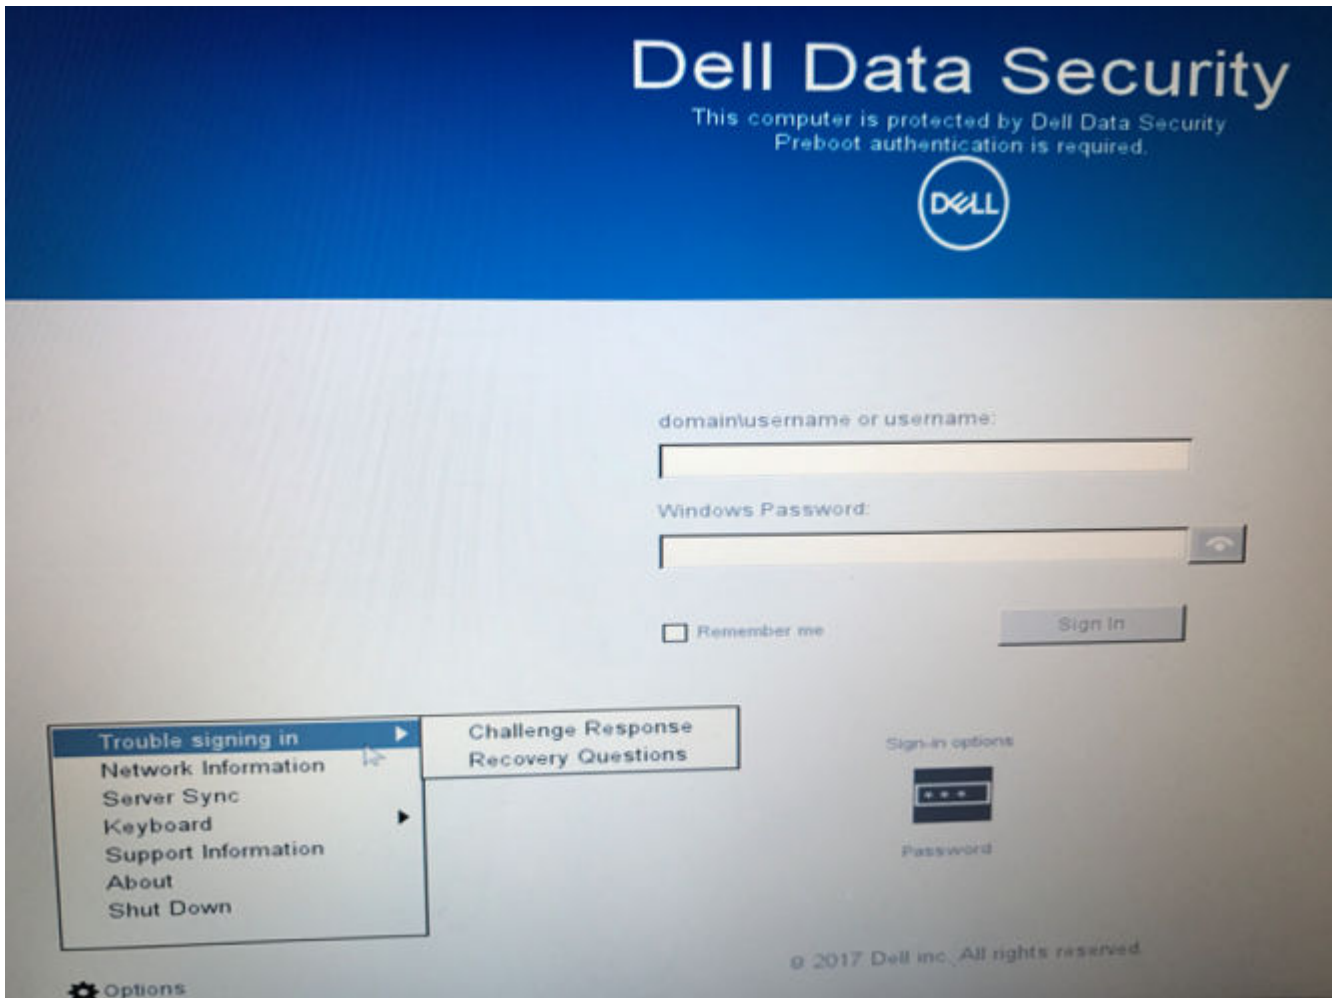 Dell Data Security
This computer is protected by Dell Data Security
Preboot authentication is required.
DELL
domain\username or username:
Windows Password:
Remember me
Sign In
Trouble signing in
Challenge Response
Recovery Questions
Network Information
Server Sync
Keyboard
Support Information
About
Shut Down
Sign-in options
Password
© 2017 Dell inc. All rights reserved.
Options